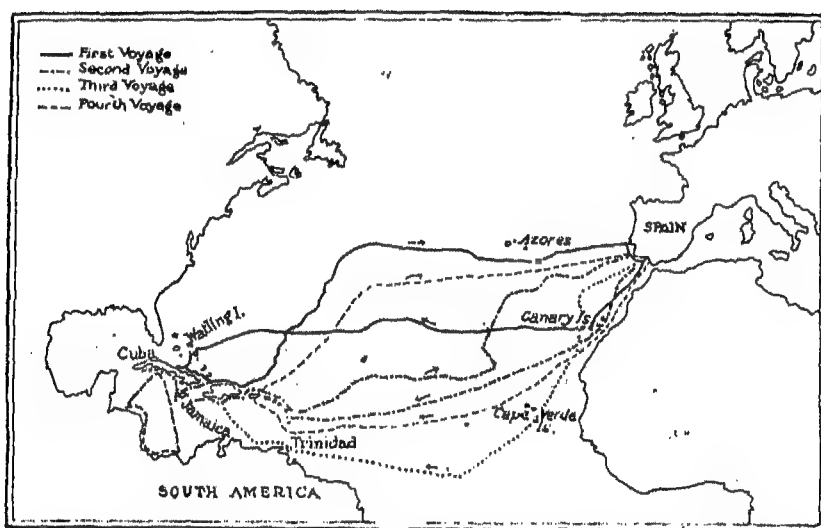 First Voyage
Second Voyage
Third Voyage
Fourth Voyage
Azores
SPAIN
Canary Is.
Watling I.
Cuba
Jamaica
Cape Verde
Is.
Trinidad
SOUTH AMERICA